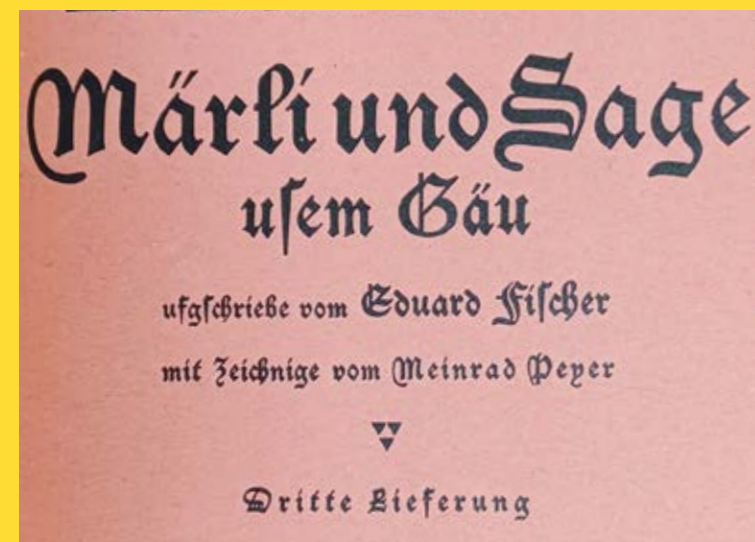 Märli und Sage
usem Gäu
ufgschriebe vom Eduard Fischer
mit Zeichnige vom Meinrad Peyer
Dritte Lieferung